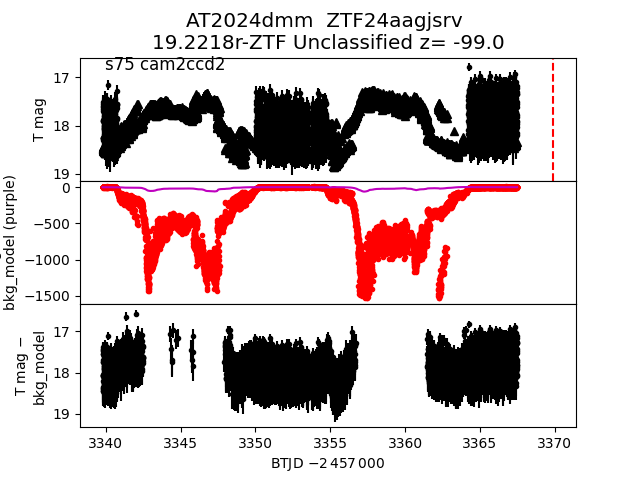 AT2024dmm  ZTF24aagjsrv
19.2218r-ZTF Unclassified z= -99.0
s75 cam2ccd2
T mag
17
18
19
bkg_model (purple)
0
−500
−1000
−1500
T mag −
bkg_model
17
18
19
3340 3345 3350 3355 3360 3365 3370
BTJD −2 457 000